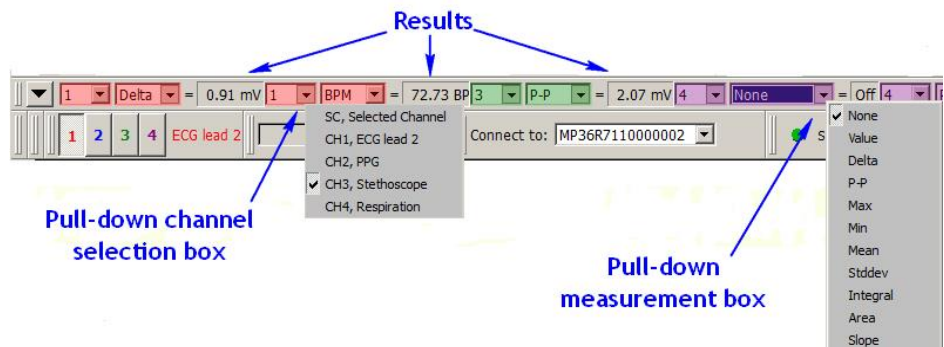 Results
1 Delta = 0.91 mV 1 BPM = 72.73 BP 3 P-P = 2.07 mV 4 None = Off 4
1 2 3 4 ECG lead 2 Connect to: MP36R7110000002 S
SC, Selected Channel
CH1, ECG lead 2
CH2, PPG
CH3, Stethoscope
CH4, Respiration
None
Value
Delta
P-P
Max
Min
Mean
Stddev
Integral
Area
Slope
Pull-down channel
selection box
Pull-down
measurement box